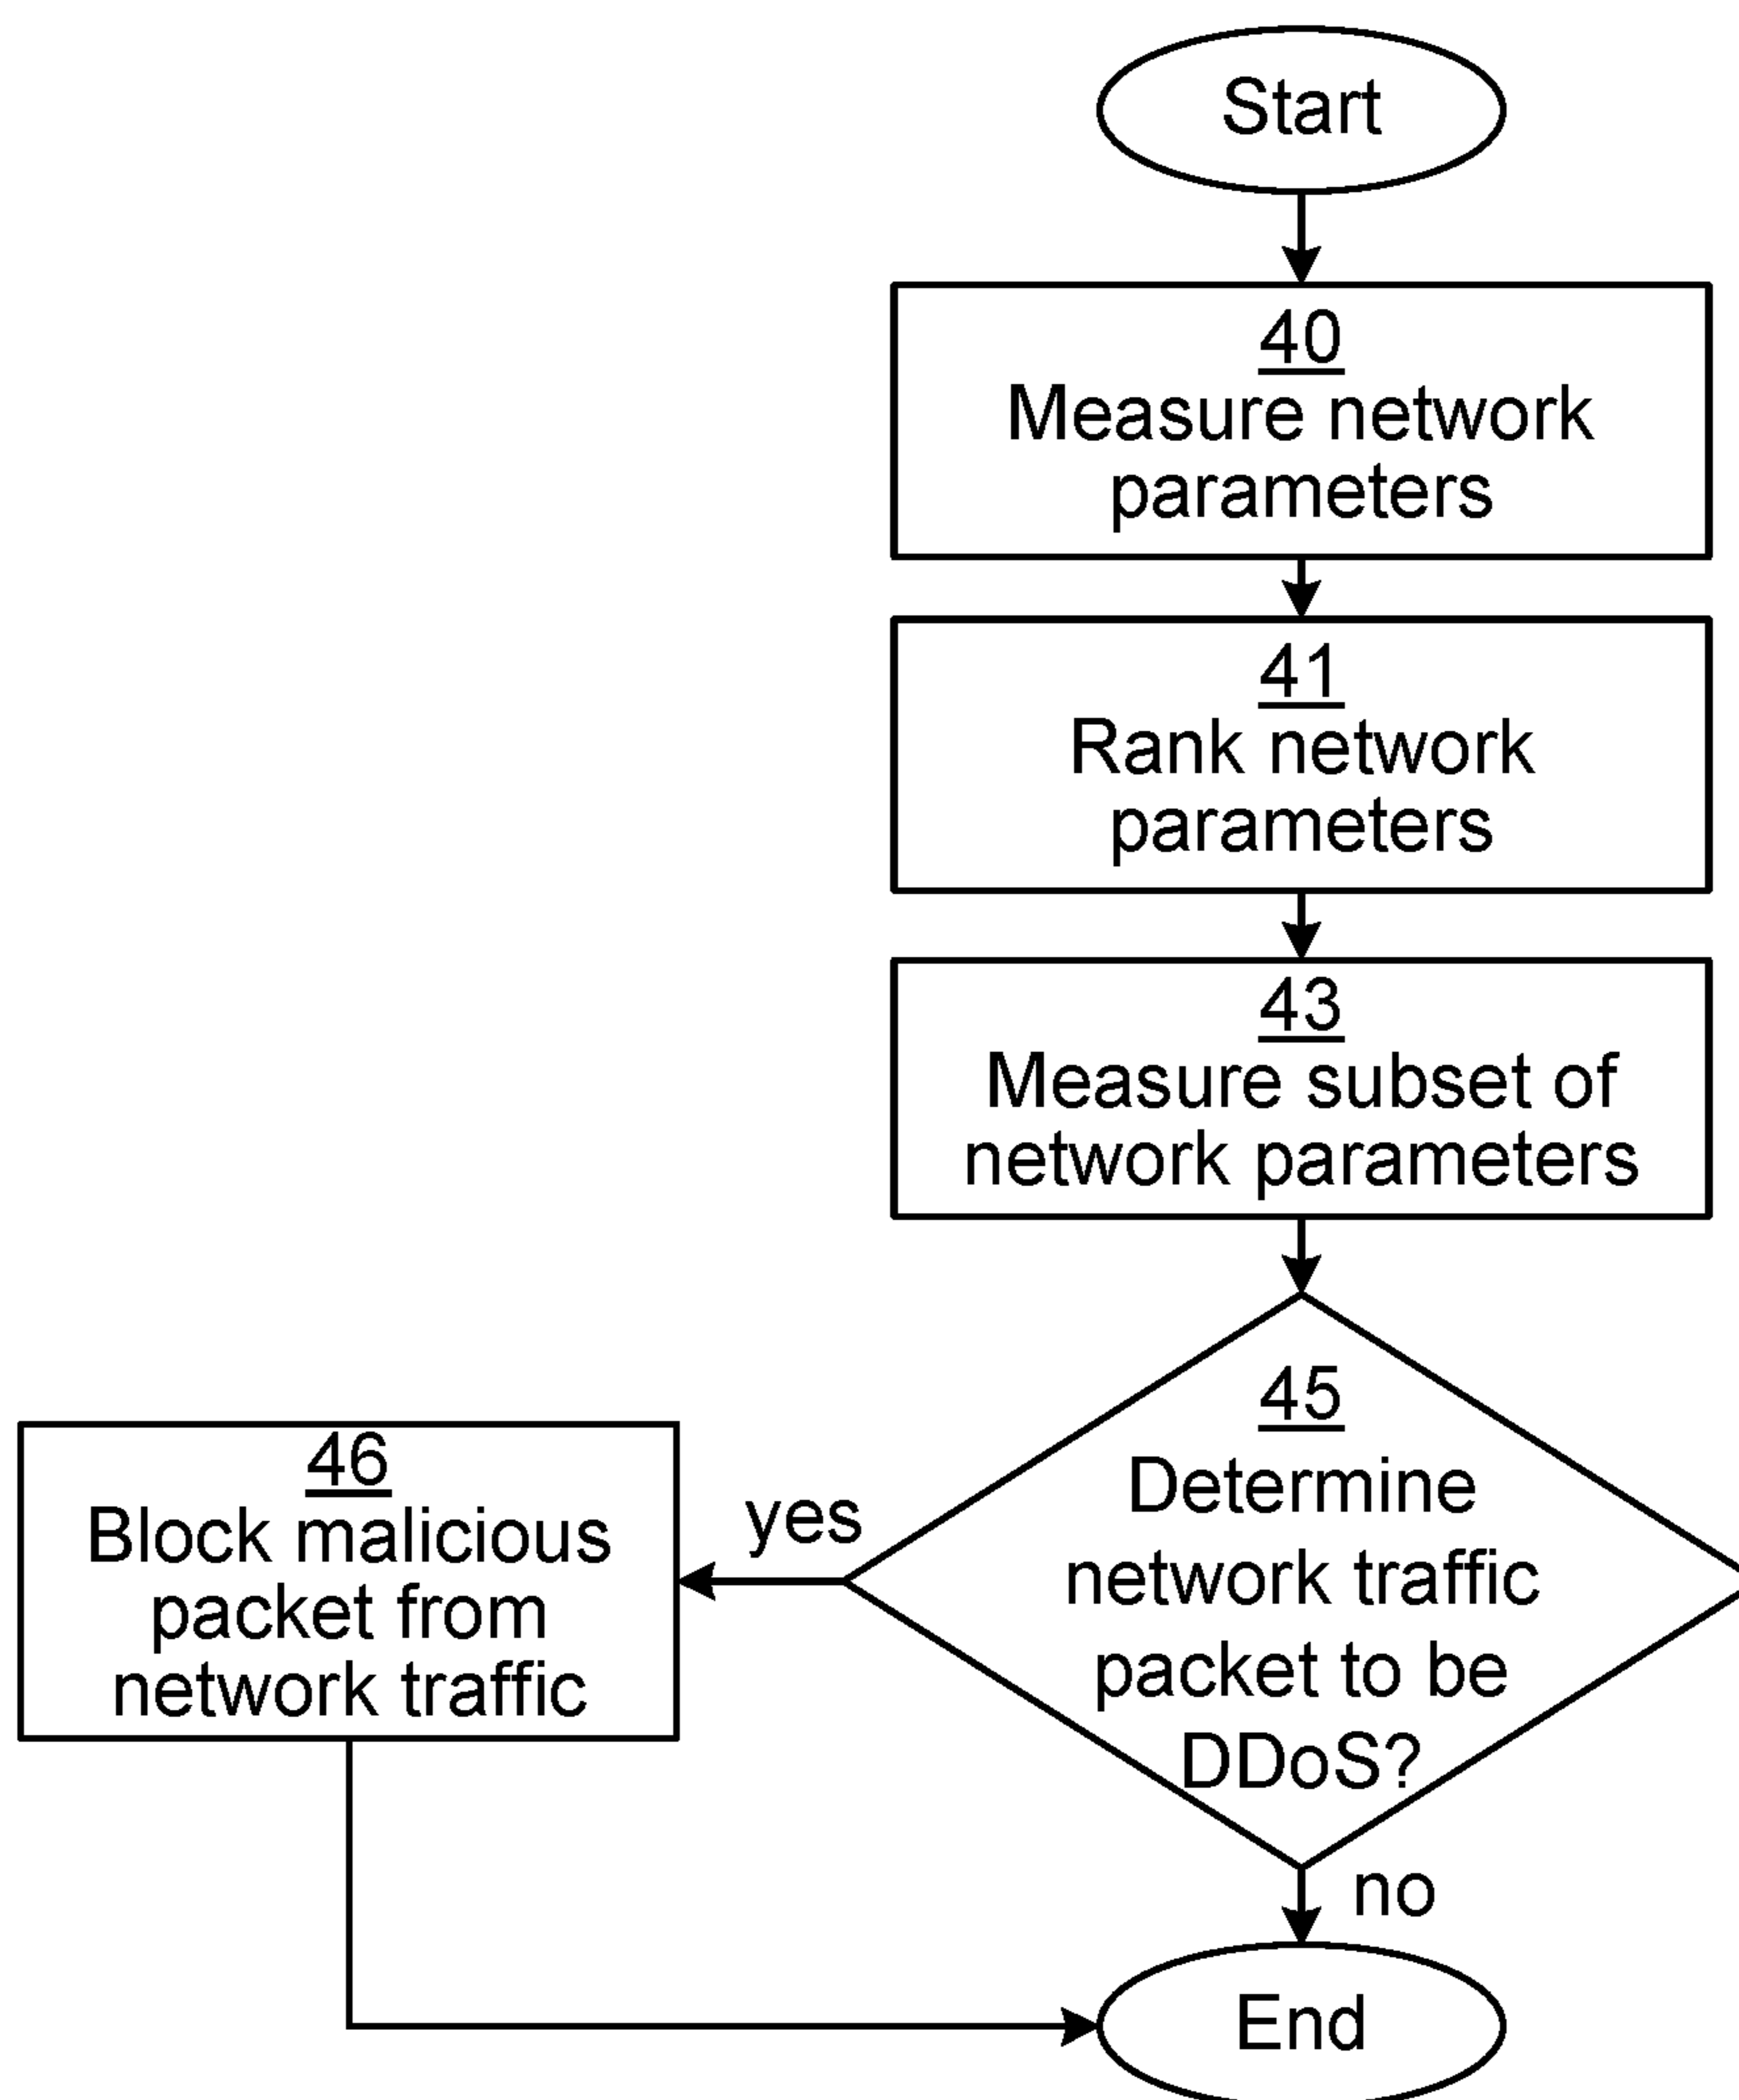 Start
40
Measure network
parameters
41
Rank network
parameters
43
Measure subset of
network parameters
45
Determine
network traffic
packet to be
DDoS?
yes
46
Block malicious
packet from
network traffic
no
End